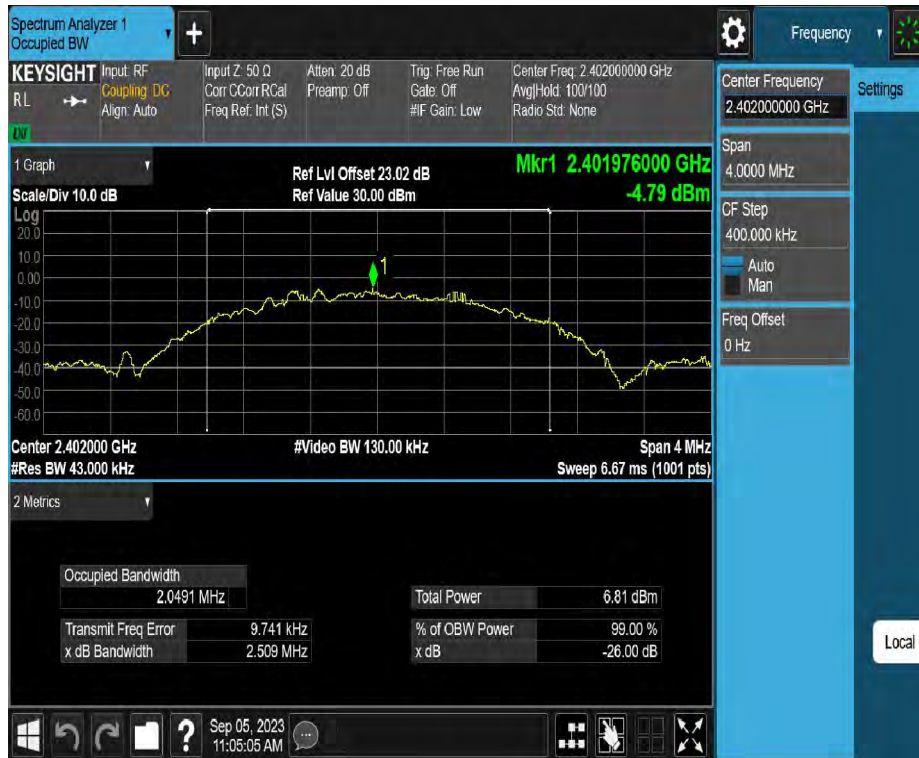 Spectrum Analyzer 1
Occupied BW
Frequency
KEYSIGHT
RL
Input: RF
Coupling: DC
Align: Auto
Input Z: 50 Ω
Corr CCorr RCal
Freq Ref: Int (S)
Atten: 20 dB
Preamp: Off
Trig: Free Run
Gate: Off
#IF Gain: Low
Center Freq: 2.402000000 GHz
Avg|Hold: 100/100
Radio Std: None
Center Frequency
2.402000000 GHz
Settings
Span
4.0000 MHz
CF Step
400.000 kHz
Auto
Man
Freq Offset
0 Hz
1 Graph
Scale/Div 10.0 dB
Ref Lvl Offset 23.02 dB
Ref Value 30.00 dBm
Mkr1 2.401976000 GHz
-4.79 dBm
Log
20.0
10.0
0.00
-10.0
-20.0
-30.0
-40.0
-50.0
-60.0
1
Center 2.402000 GHz
#Video BW 130.00 kHz
Span 4 MHz
#Res BW 43.000 kHz
Sweep 6.67 ms (1001 pts)
2 Metrics
Occupied Bandwidth
2.0491 MHz
Total Power 6.81 dBm
Transmit Freq Error 9.741 kHz
% of OBW Power 99.00 %
x dB Bandwidth 2.509 MHz
x dB -26.00 dB
Local
?
Sep 05, 2023
11:05:05 AM